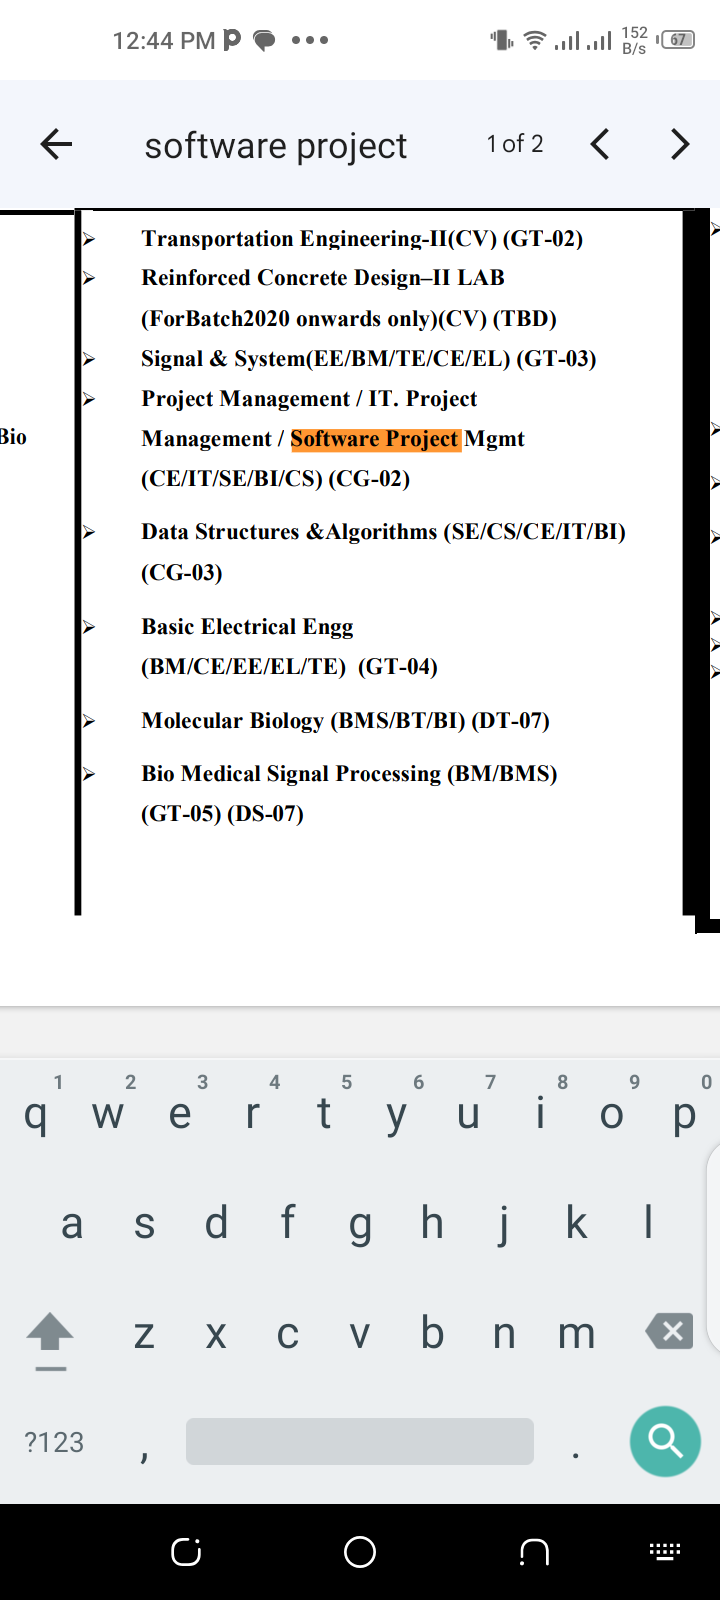 12:44 PM 152 B/s 67
software project 1 of 2
Transportation Engineering-II(CV) (GT-02)
Reinforced Concrete Design–II LAB
(ForBatch2020 onwards only)(CV) (TBD)
Signal & System(EE/BM/TE/CE/EL) (GT-03)
Project Management / IT. Project
Bio
Management / Software Project Mgmt
(CE/IT/SE/BI/CS) (CG-02)
Data Structures &Algorithms (SE/CS/CE/IT/BI)
(CG-03)
Basic Electrical Engg
(BM/CE/EE/EL/TE) (GT-04)
Molecular Biology (BMS/BT/BI) (DT-07)
Bio Medical Signal Processing (BM/BMS)
(GT-05) (DS-07)
1 2 3 4 5 6 7 8 9 0
q w e r t y u i o p
a s d f g h j k l
z x c v b n m
?123 , .